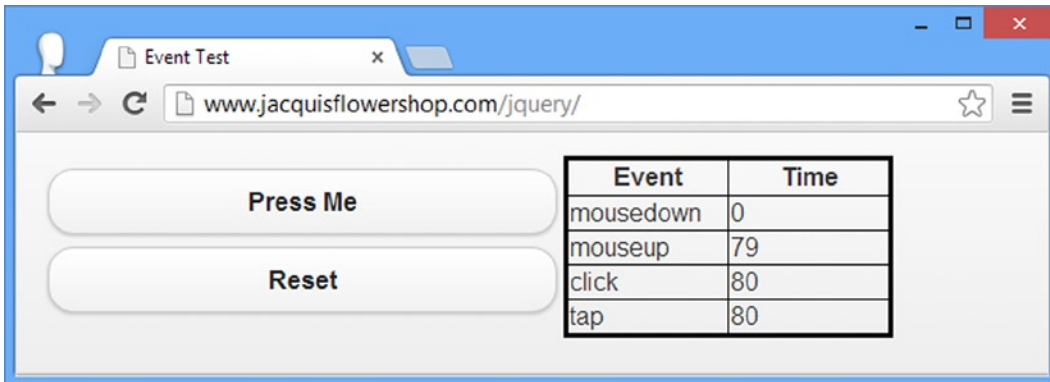 Event Test
www.jacquisflowershop.com/jquery/
Press Me
Reset
Event Time
mousedown 0
mouseup 79
click 80
tap 80